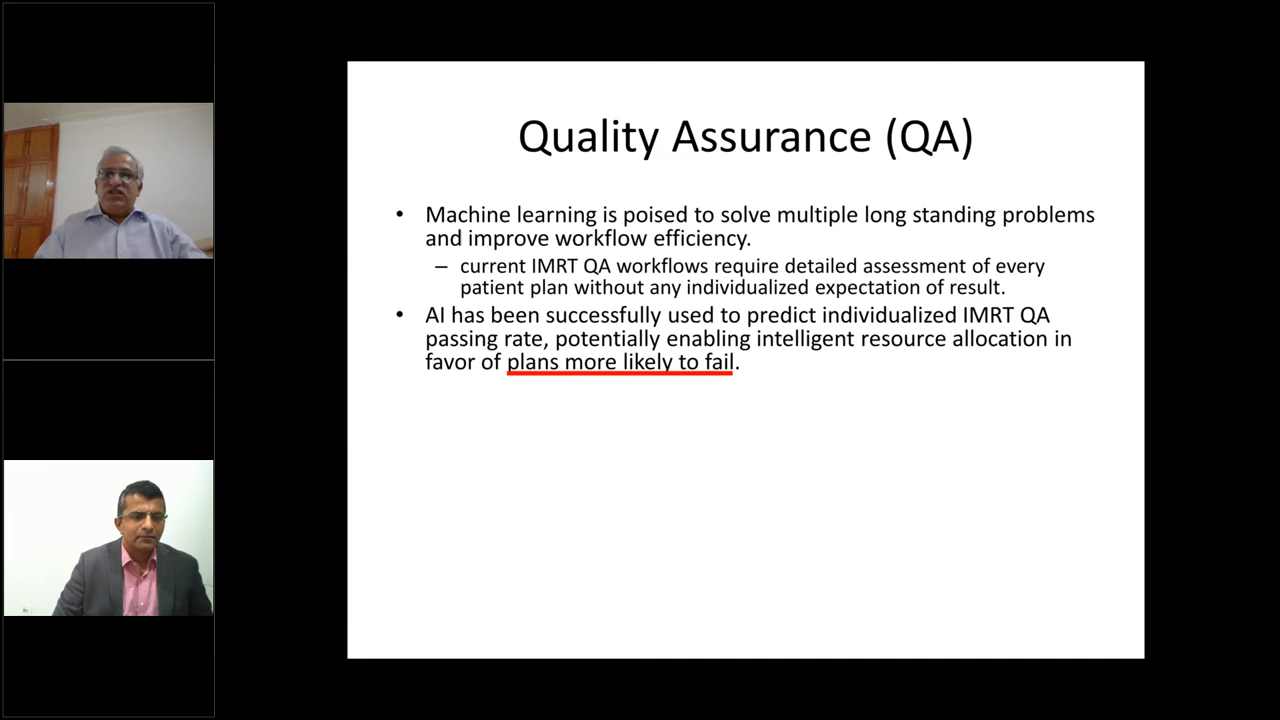 Quality Assurance (QA)
• Machine learning is poised to solve multiple long standing problems
and improve workflow efficiency.
– current IMRT QA workflows require detailed assessment of every
patient plan without any individualized expectation of result.
• AI has been successfully used to predict individualized IMRT QA
passing rate, potentially enabling intelligent resource allocation in
favor of plans more likely to fail.